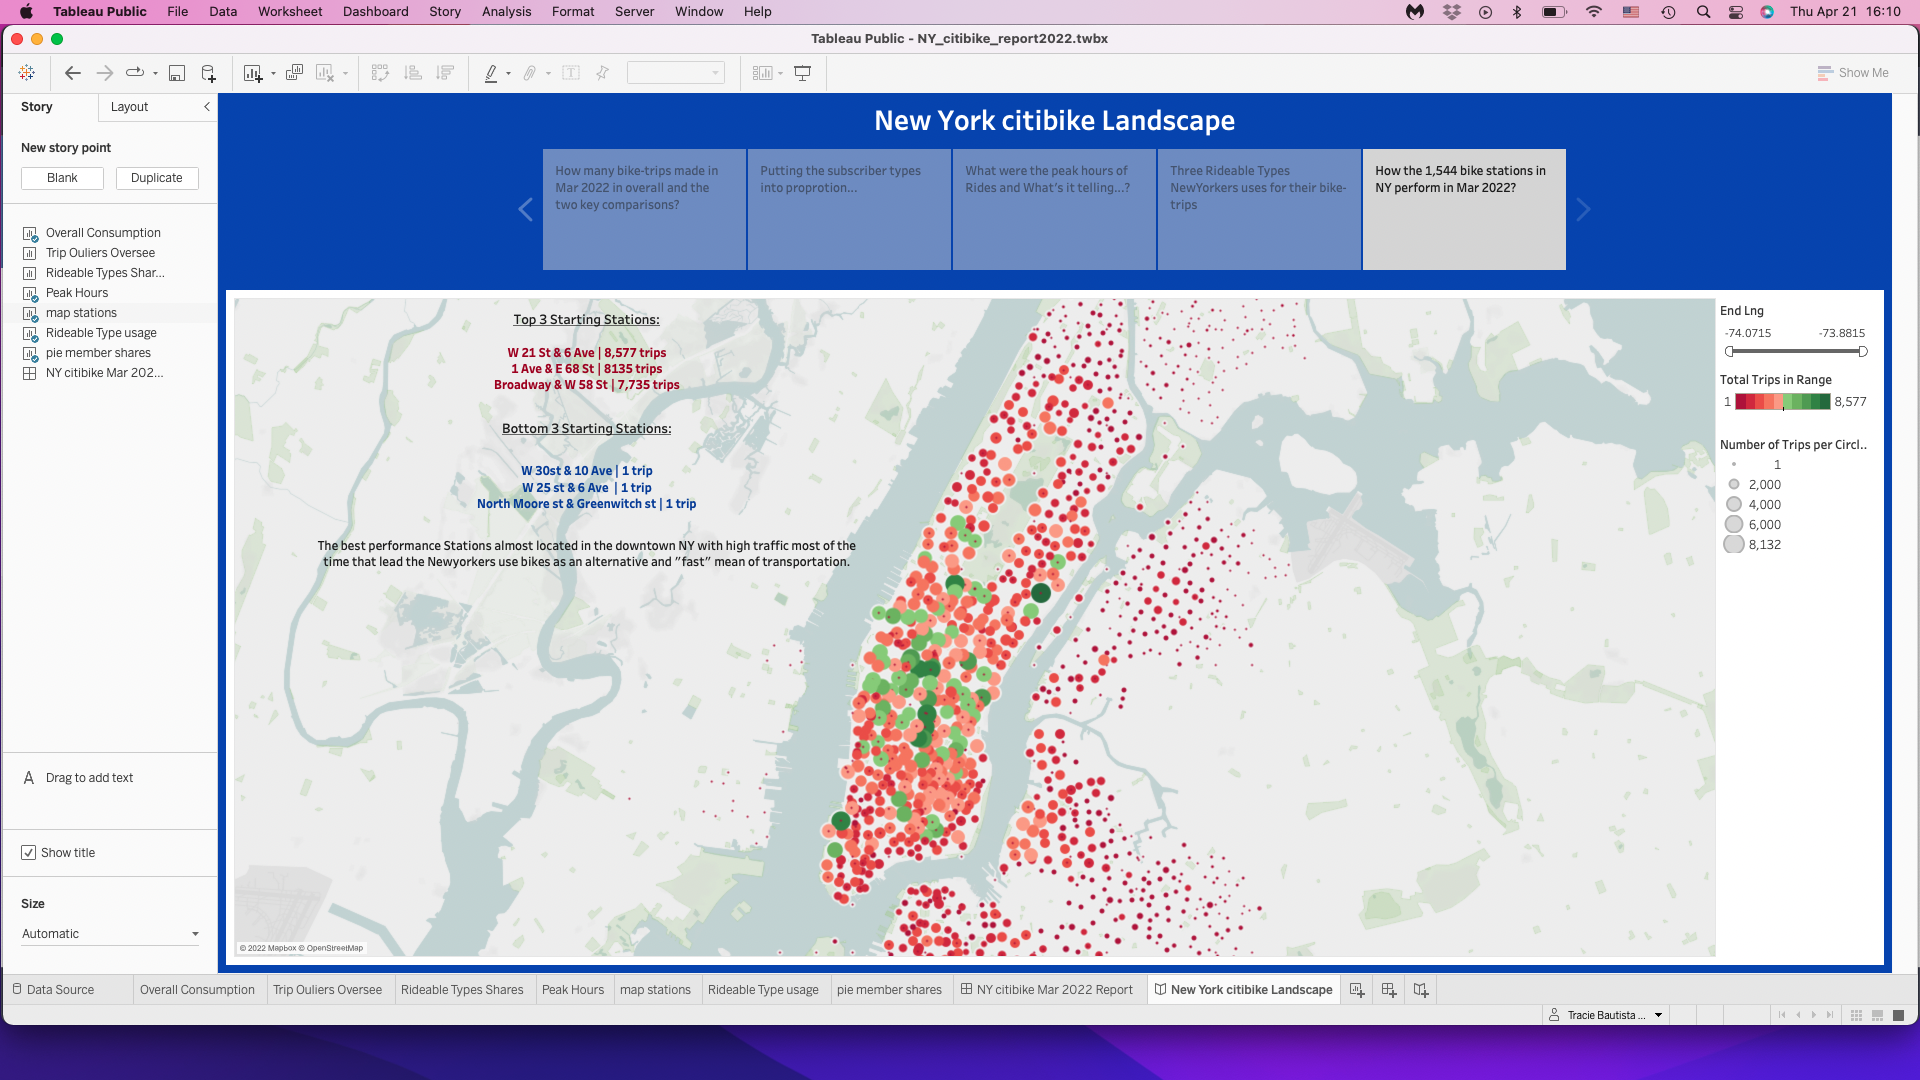 Tableau Public File Data Worksheet Dashboard Story Analysis Format Server Window Help Thu Apr 21 16:10
Tableau Public - NY_citibike_report2022.twbx
Show Me
Story Layout
New story point
Blank Duplicate
Overall Consumption
Trip Ouliers Oversee
Rideable Types Shar...
Peak Hours
map stations
Rideable Type usage
pie member shares
NY citibike Mar 202...
A Drag to add text
Show title
Size
Automatic
New York citibike Landscape
How many bike-trips made in
Mar 2022 in overall and the
two key comparisons?
Putting the subscriber types
into proprotion...
What were the peak hours of
Rides and What's it telling...?
Three Rideable Types
NewYorkers uses for their bike-
trips
How the 1,544 bike stations in
NY perform in Mar 2022?
Top 3 Starting Stations:
W 21 St & 6 Ave | 8,577 trips
1 Ave & E 68 St | 8135 trips
Broadway & W 58 St | 7,735 trips
Bottom 3 Starting Stations:
W 30st & 10 Ave | 1 trip
W 25 st & 6 Ave | 1 trip
North Moore st & Greenwitch st | 1 trip
The best performance Stations almost located in the downtown NY with high traffic most of the
time that lead the Newyorkers use bikes as an alternative and "fast" mean of transportation.
© 2022 Mapbox © OpenStreetMap
End Lng
-74.0715 -73.8815
Total Trips in Range
1 8,577
Number of Trips per Circl..
1
2,000
4,000
6,000
8,132
Data Source Overall Consumption Trip Ouliers Oversee Rideable Types Shares Peak Hours map stations Rideable Type usage pie member shares NY citibike Mar 2022 Report New York citibike Landscape
Tracie Bautista ...